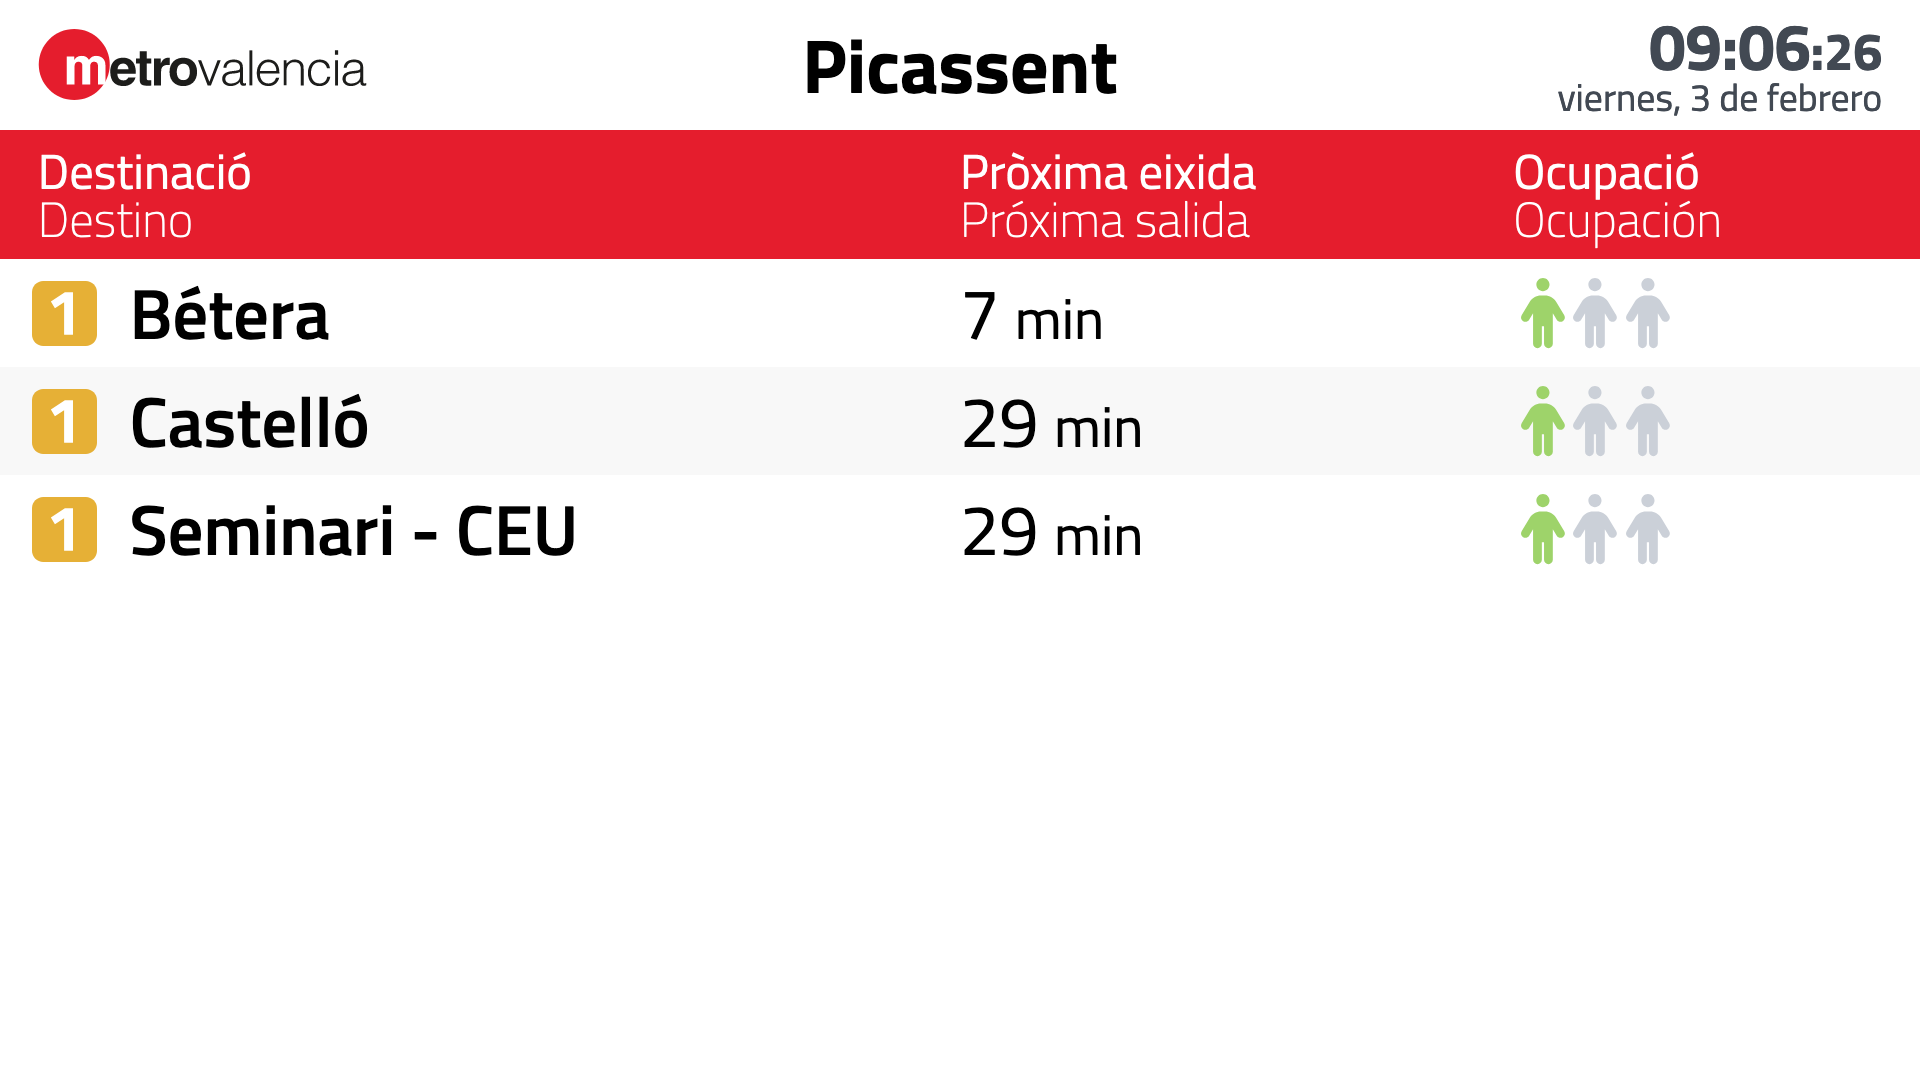 metrovalencia
Picassent
09:06:26
viernes, 3 de febrero
Destinació
Destino
Pròxima eixida
Próxima salida
Ocupació
Ocupación
1 Bétera 7 min
1 Castelló 29 min
1 Seminari - CEU 29 min